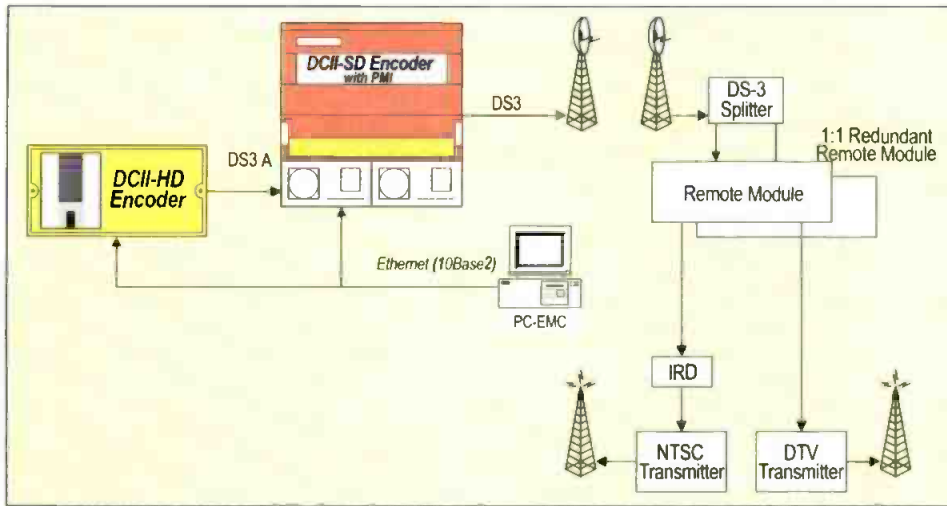 DCII-SD Encoder
with PMI
DS3
DS-3
Splitter
1:1 Redundant
Remote Module
DS3 A
DCII-HD
Encoder
Remote Module
Ethernet (10Base2)
PC-EMC
IRD
NTSC
Transmitter
DTV
Transmitter